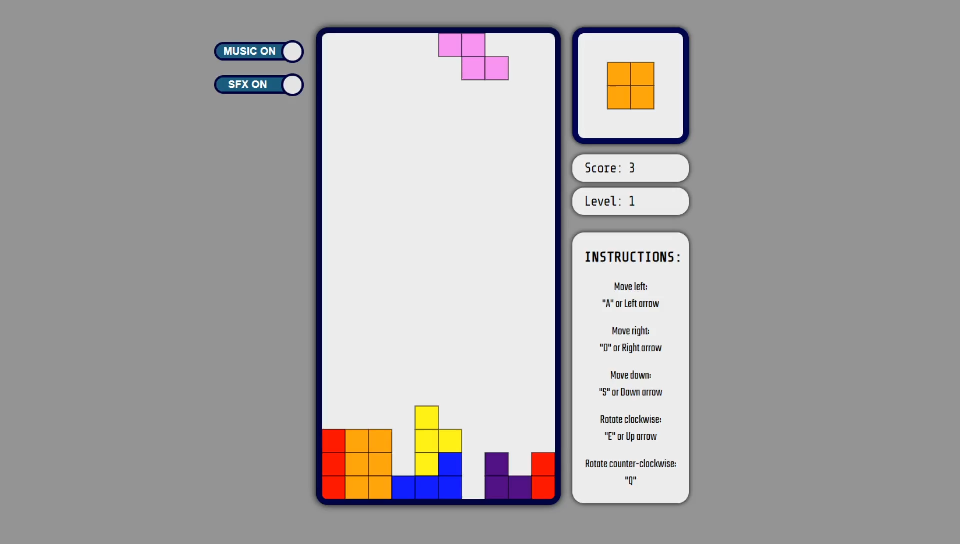 MUSIC ON
SFX ON
Score: 3
Level: 1
INSTRUCTIONS:
Move left:
"A" or Left arrow
Move right:
"D" or Right arrow
Move down:
"S" or Down arrow
Rotate clockwise:
"E" or Up arrow
Rotate counter-clockwise:
"Q"